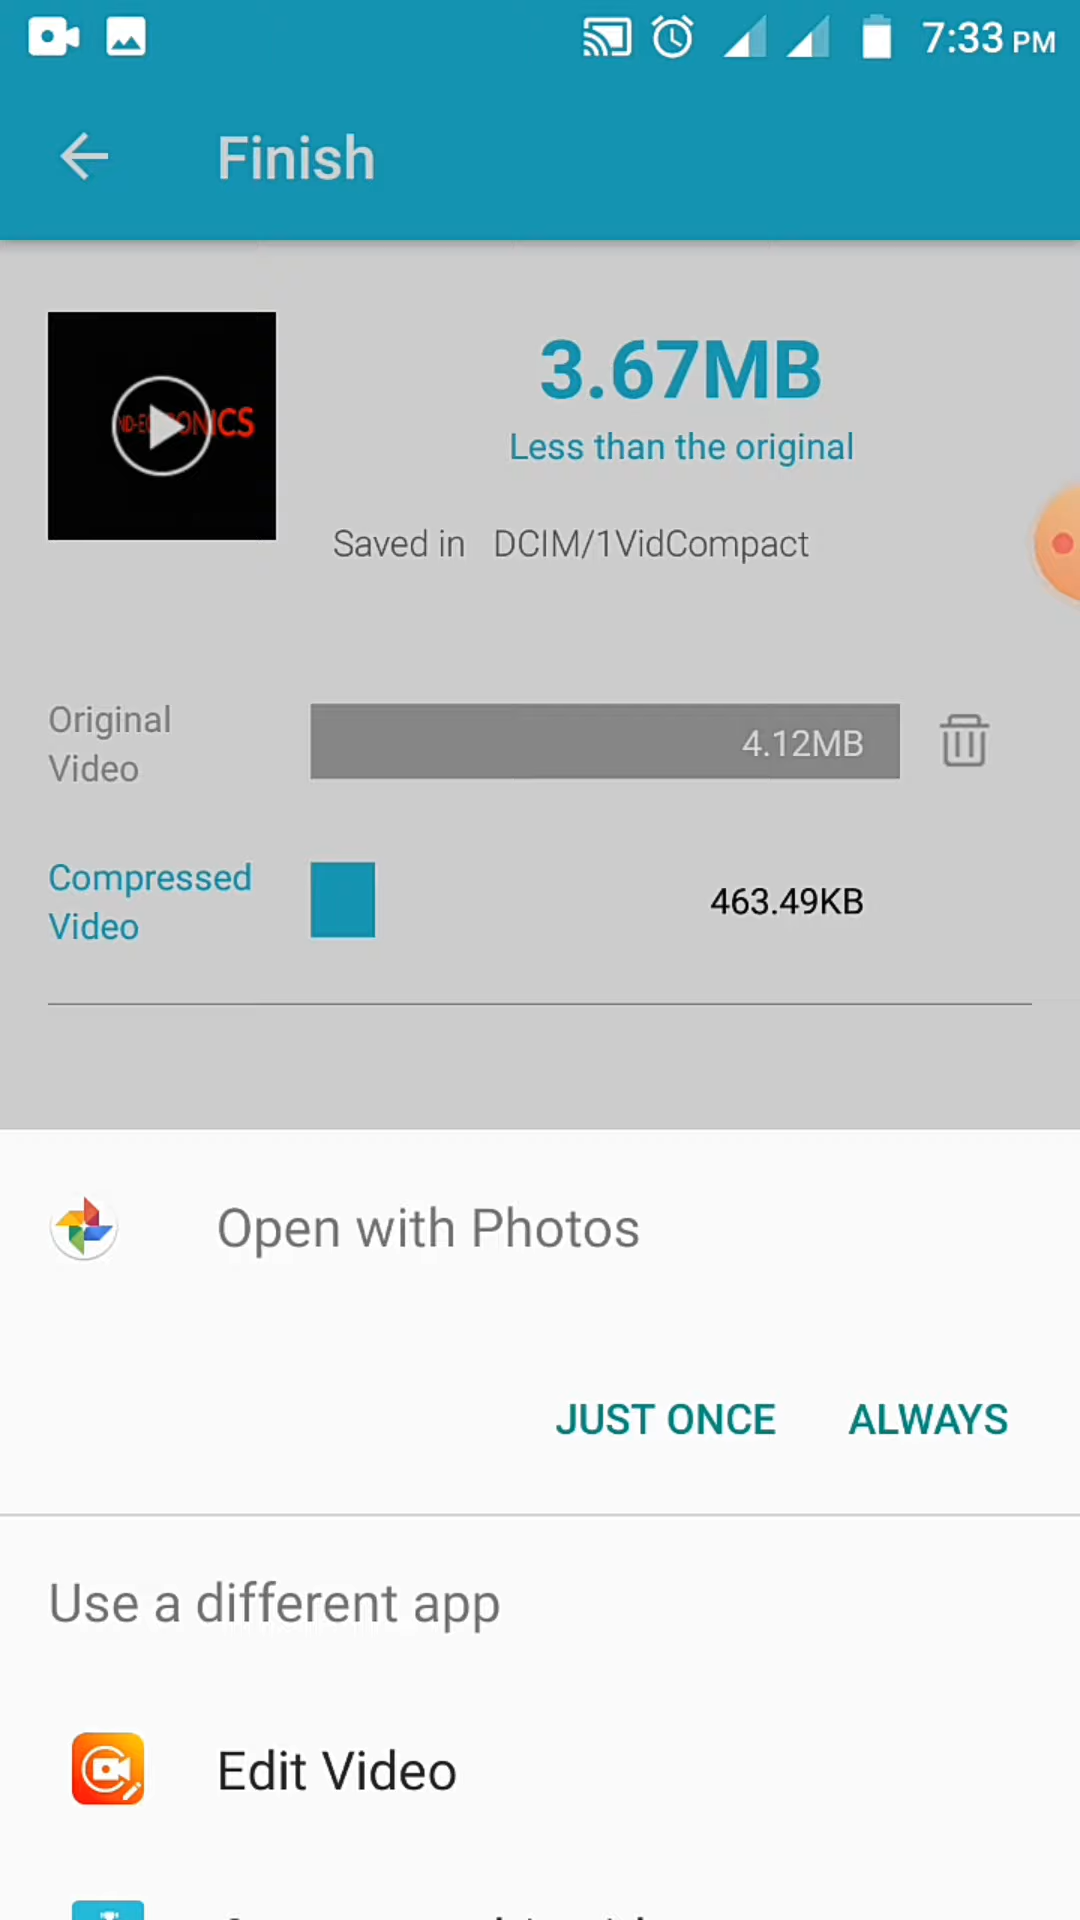 7:33 PM
Finish
3.67MB
Less than the original
Saved in DCIM/1VidCompact
Original
Video
4.12MB
Compressed
Video
463.49KB
Open with Photos
JUST ONCE
ALWAYS
Use a different app
Edit Video